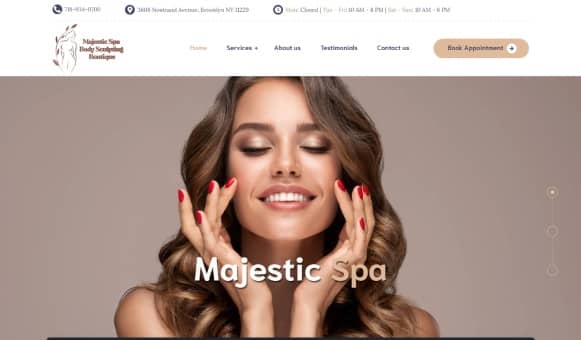 718-934-0700
3808 Nostrand Avenue, Brooklyn NY 11229
Mon: Closed | Tue - Fri: 10 AM - 8 PM | Sat - Sun: 10 AM - 6 PM
Majestic Spa
Body Sculpting
Boutique
Home
Services +
About us
Testimonials
Contact us
Book Appointment
Majestic Spa